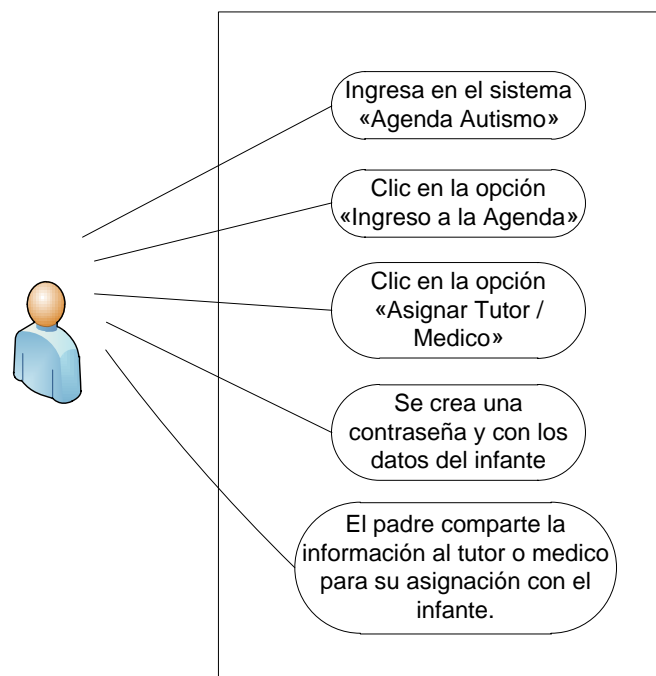 Ingresa en el sistema
«Agenda Autismo»
Clic en la opción
«Ingreso a la Agenda»
Clic en la opción
«Asignar Tutor /
Medico»
Se crea una
contraseña y con los
datos del infante
El padre comparte la
información al tutor o medico
para su asignación con el
infante.